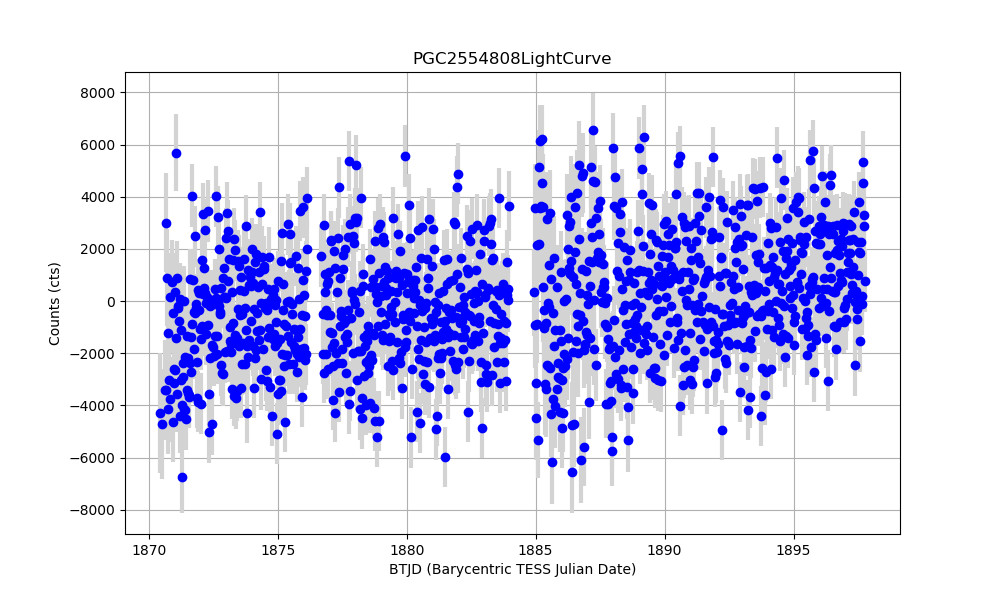 PGC2554808LightCurve
8000
6000
4000
2000
0
−2000
−4000
−6000
−8000
Counts (cts)
1870 1875 1880 1885 1890 1895
BTJD (Barycentric TESS Julian Date)